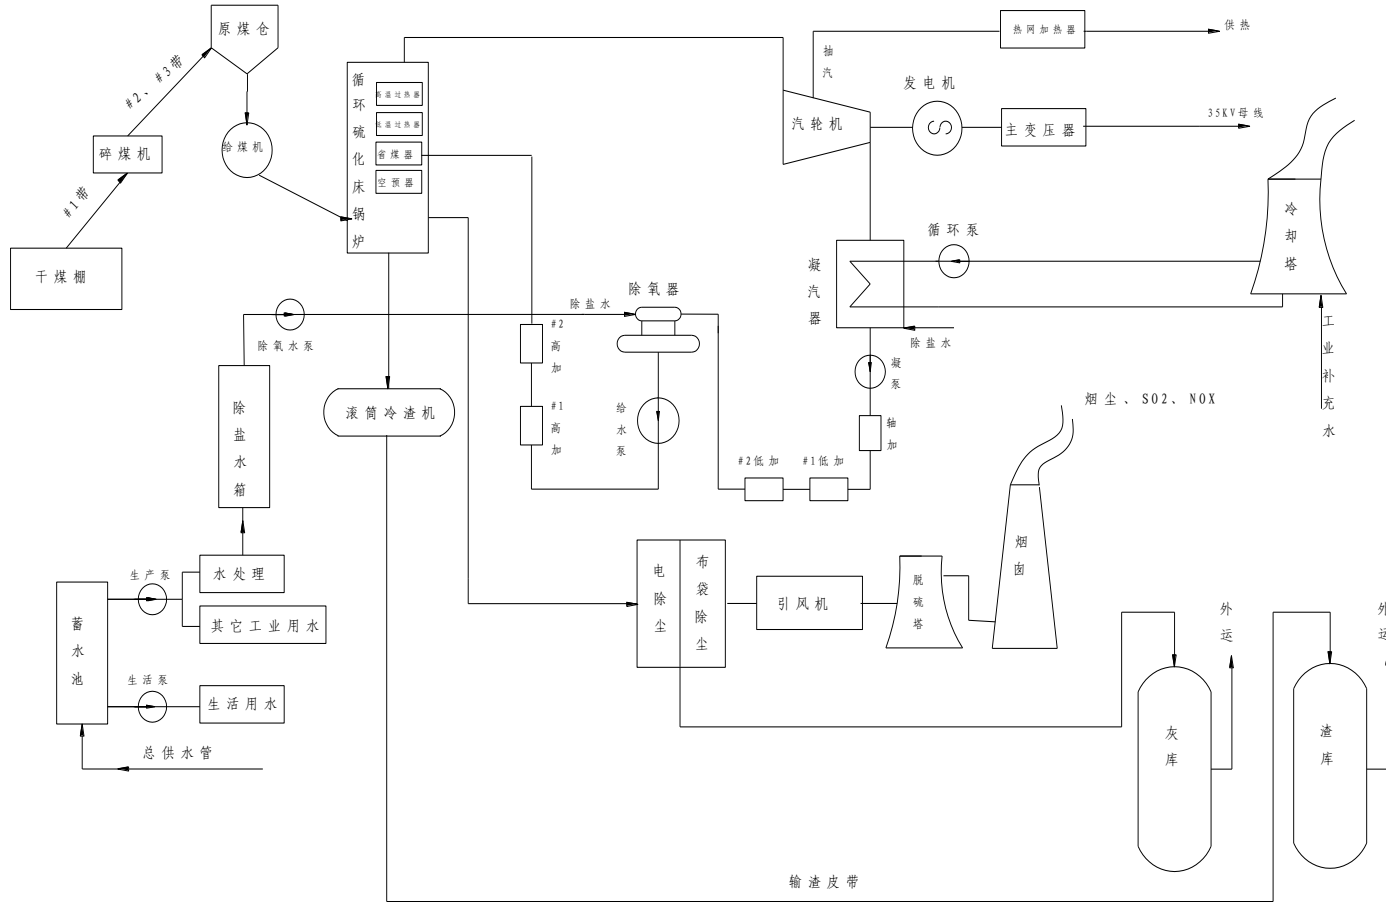 原煤仓
#2、#3带
碎煤机
给煤机
#1带
干煤棚
循环硫化床锅炉
高温过热器
低温过热器
省煤器
空预器
抽汽
热网加热器
供热
发电机
汽轮机
主变压器
35KV母线
冷却塔
循环泵
凝汽器
除盐水
工业补充水
凝泵
轴加
除氧器
除盐水
除氧水泵
#2高加
#1高加
给水泵
#2低加
#1低加
滚筒冷渣机
除盐水箱
烟尘、SO2、NOX
烟囱
水处理
生产泵
其它工业用水
蓄水池
生活泵
生活用水
总供水管
电除尘
布袋除尘
引风机
脱硫塔
外运
灰库
外运
渣库
输渣皮带